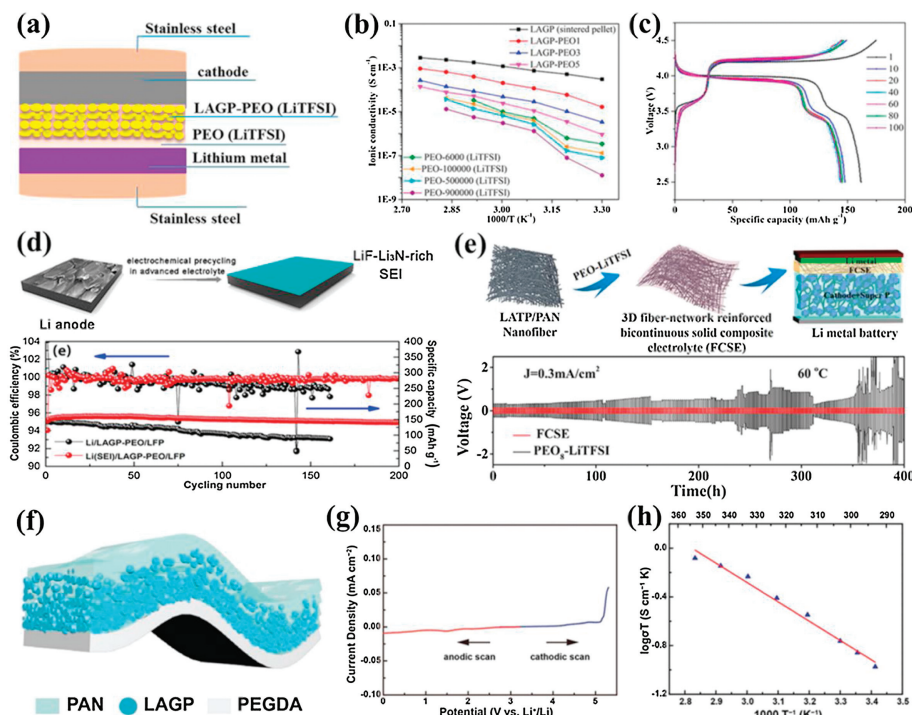 (a)
Stainless steel
cathode
LAGP-PEO (LiTFSI)
PEO (LiTFSI)
Lithium metal
Stainless steel
(b)
Ionic conductivity (S cm⁻¹)
1E-3
1E-5
1E-7
1E-9
2.70 2.85 3.00 3.15 3.30
1000/T (K⁻¹)
LAGP (sintered pellet)
LAGP-PEO1
LAGP-PEO3
LAGP-PEO5
PEO-6000 (LiTFSI)
PEO-100000 (LiTFSI)
PEO-500000 (LiTFSI)
PEO-900000 (LiTFSI)
(c)
Voltage (V)
4.5
4.0
3.5
3.0
2.5
0 50 100 150 200
Specific capacity (mAh g⁻¹)
1
10
20
40
60
80
100
(d)
electrochemical precycling
in advanced electrolyte
LiF-Li₃N-rich
SEI
Li anode
(e)
Coulombic efficiency (%)
104
102
100
98
96
94
92
90
0 50 100 150 200
Cycling number
400
350
300
250
200
150
100
50
0
Specific capacity (mAh g⁻¹)
Li/LAGP-PEO/LFP
Li(SEI)/LAGP-PEO/LFP
(e)
PEO-LiTFSI
LATP/PAN
Nanofiber
3D fiber-network reinforced
bicontinuous solid composite
electrolyte (FCSE)
Li metal
FCSE
Cathode+Super P
Li metal battery
J=0.3mA/cm²
60 °C
Voltage (V)
2
0
-2
FCSE
PEO₈-LiTFSI
0 100 200 300 400
Time(h)
(f)
PAN
LAGP
PEGDA
(g)
Current Density (mA cm⁻²)
0.10
0.05
0.00
-0.05
-0.10
anodic scan
cathodic scan
0 1 2 3 4 5
Potential (V vs. Li⁺/Li)
(h)
360 350 340 330 320 310 300 290
logσT (S cm⁻¹ K)
0.0
-0.4
-0.8
-1.2
2.8 2.9 3.0 3.1 3.2 3.3 3.4 3.5
1000 T⁻¹ (K⁻¹)